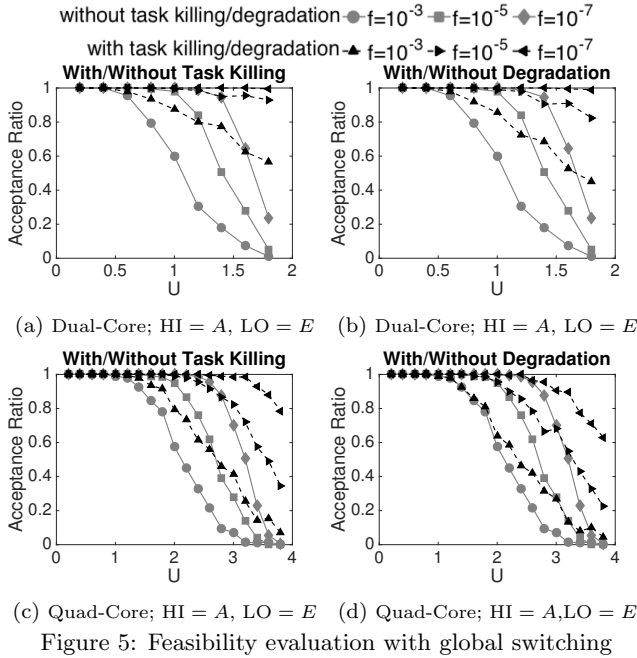 without task killing/degradation f=10⁻³ f=10⁻⁵ f=10⁻⁷
with task killing/degradation f=10⁻³ f=10⁻⁵ f=10⁻⁷
With/Without Task Killing
Acceptance Ratio
1
0.8
0.6
0.4
0.2
0
0 0.5 1 1.5 2
U
(a) Dual-Core; HI = A, LO = E
With/Without Degradation
Acceptance Ratio
1
0.8
0.6
0.4
0.2
0
0 0.5 1 1.5 2
U
(b) Dual-Core; HI = A, LO = E
With/Without Task Killing
Acceptance Ratio
1
0.8
0.6
0.4
0.2
0
0 1 2 3 4
U
(c) Quad-Core; HI = A, LO = E
With/Without Degradation
Acceptance Ratio
1
0.8
0.6
0.4
0.2
0
0 1 2 3 4
U
(d) Quad-Core; HI = A,LO = E
Figure 5: Feasibility evaluation with global switching